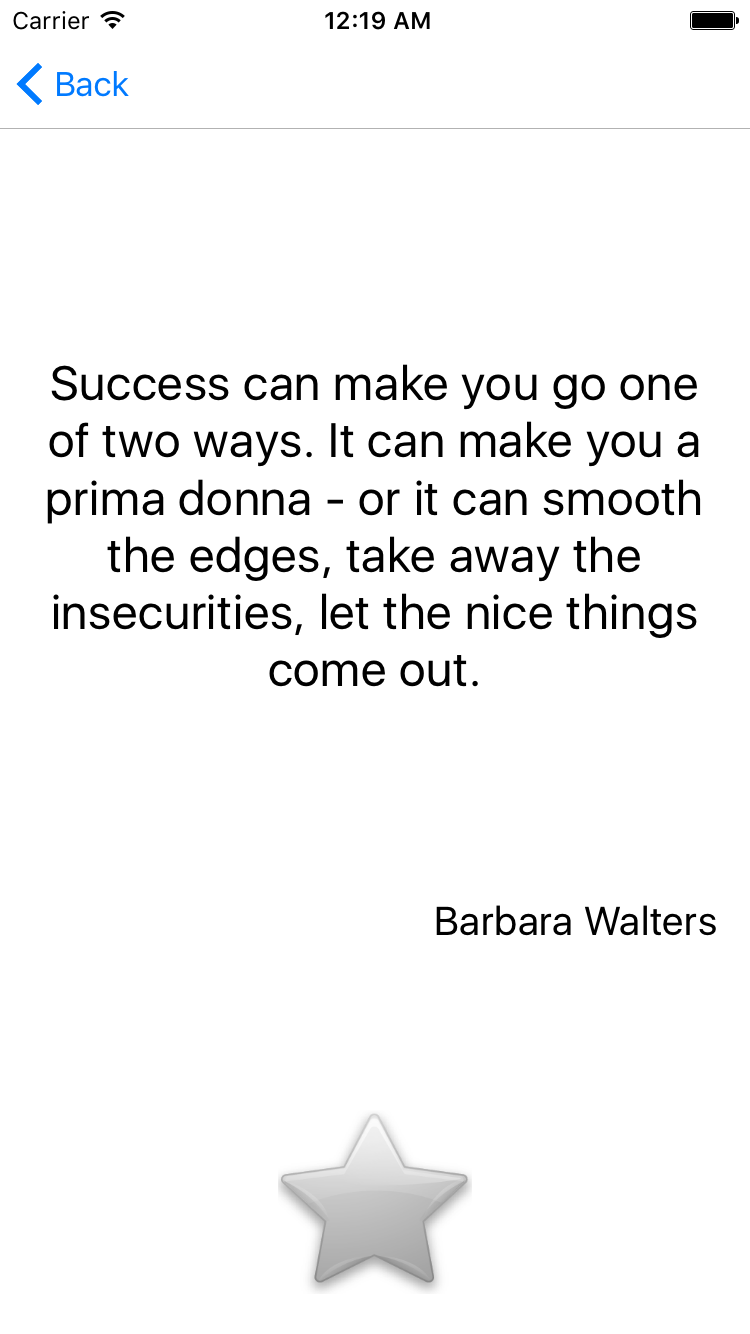 Carrier 12:19 AM
Back
Success can make you go one
of two ways. It can make you a
prima donna - or it can smooth
the edges, take away the
insecurities, let the nice things
come out.
Barbara Walters